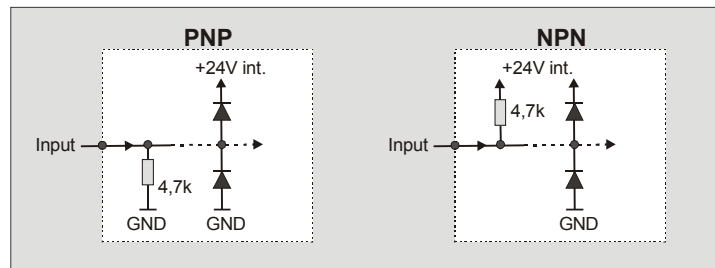 PNP
+24V int.
Input
4,7k
GND
GND
NPN
+24V int.
4,7k
Input
GND